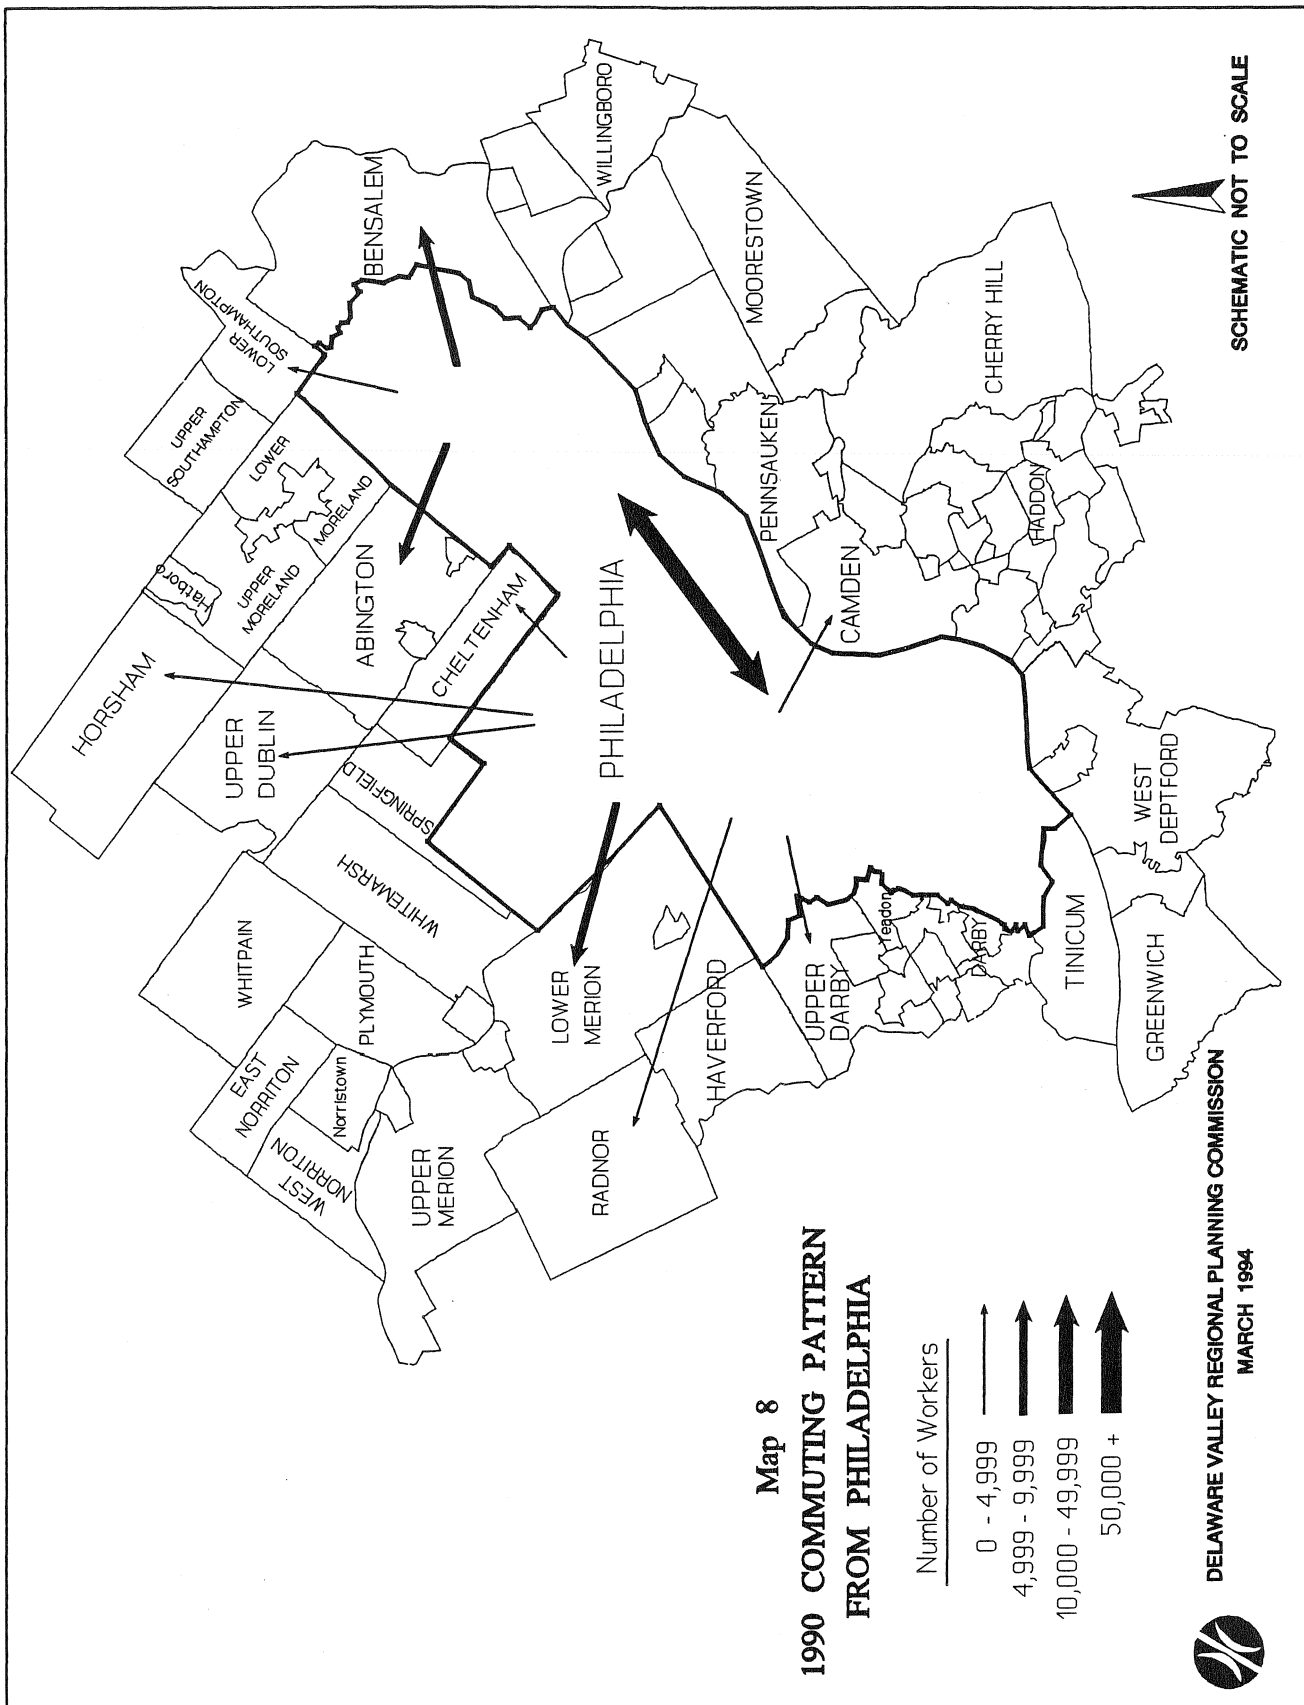 Map 8
1990 COMMUTING PATTERN
FROM PHILADELPHIA
Number of Workers
0 - 4,999
4,999 - 9,999
10,000 - 49,999
50,000 +
HORSHAM
Hatboro
UPPER
MORELAND
LOWER
MORELAND
UPPER
SOUTHAMPTON
LOWER
SOUTHAMPTON
BENSALEM
UPPER
DUBLIN
ABINGTON
CHELTENHAM
SPRINGFIELD
WHITEMARSH
WHITPAIN
PLYMOUTH
EAST
NORRITON
Norristown
WEST
NORRITON
UPPER
MERION
LOWER
MERION
RADNOR
HAVERFORD
UPPER
DARBY
Yeadon
DARBY
TINICUM
PHILADELPHIA
WILLINGBORO
MOORESTOWN
PENNSAUKEN
CHERRY HILL
CAMDEN
HADDON
WEST
DEPTFORD
GREENWICH
SCHEMATIC NOT TO SCALE
DELAWARE VALLEY REGIONAL PLANNING COMMISSION
MARCH 1994